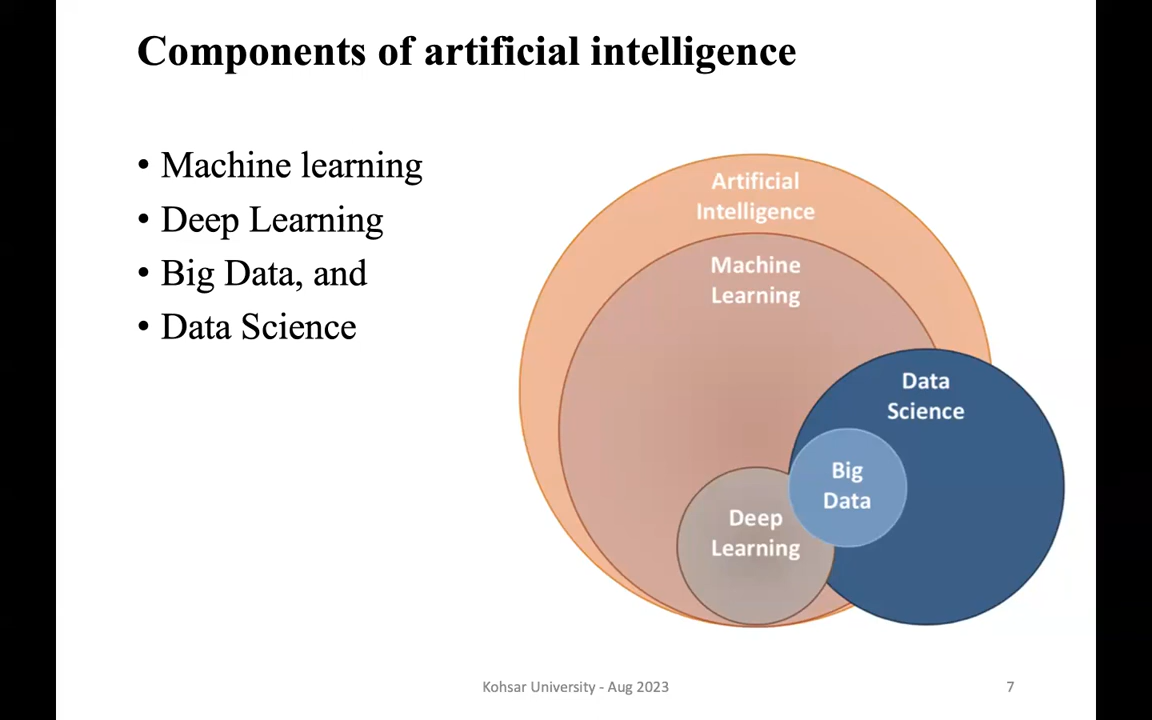 Components of artificial intelligence
• Machine learning
• Deep Learning
• Big Data, and
• Data Science
Artificial
Intelligence
Machine
Learning
Data
Science
Big
Data
Deep
Learning
Kohsar University - Aug 2023
7